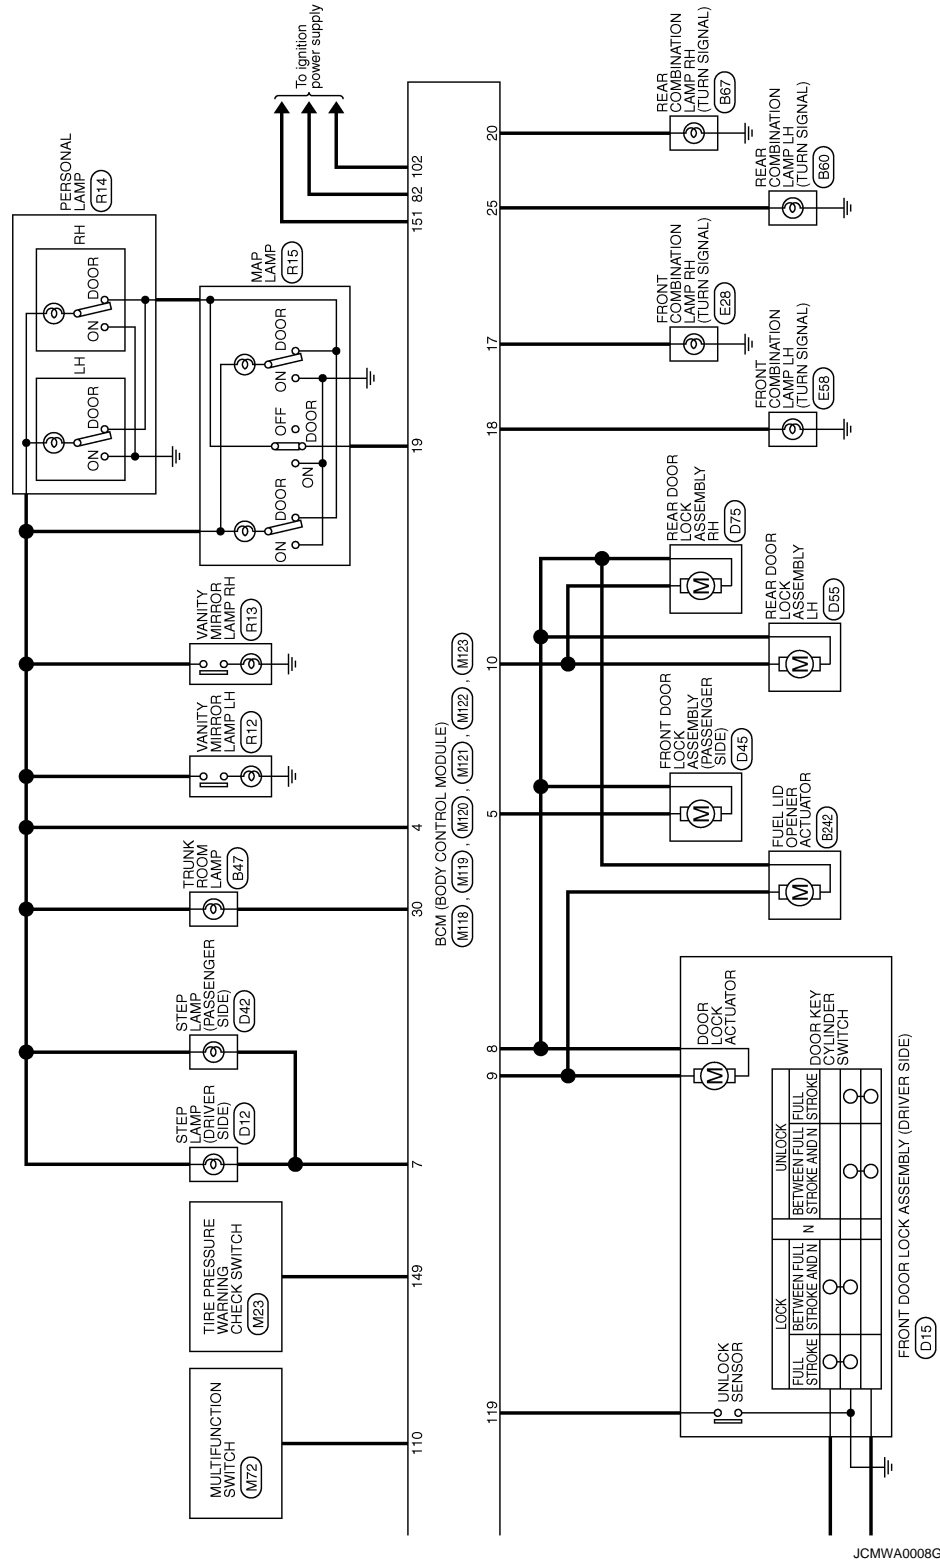 To ignition
power supply
PERSONAL
LAMP
R14
RH
DOOR
ON
LH
DOOR
ON
MAP
LAMP
R15
DOOR
ON
OFF
DOOR
ON
DOOR
ON
VANITY
MIRROR
LAMP RH
R13
VANITY
MIRROR
LAMP LH
R12
TRUNK
ROOM
LAMP
B47
STEP
LAMP
(PASSENGER
SIDE)
D42
STEP
LAMP
(DRIVER
SIDE)
D12
TIRE PRESSURE
WARNING
CHECK SWITCH
M23
MULTIFUNCTION
SWITCH
M72
102
82
151
19
4
30
7
149
110
BCM (BODY CONTROL MODULE)
M118 , M119 , M120 , M121 , M122 , M123
20
25
17
18
10
5
8
9
119
REAR
COMBINATION
LAMP RH
(TURN SIGNAL)
B67
REAR
COMBINATION
LAMP LH
(TURN SIGNAL)
B60
FRONT
COMBINATION
LAMP RH
(TURN SIGNAL)
E28
FRONT
COMBINATION
LAMP LH
(TURN SIGNAL)
E58
REAR DOOR
LOCK
ASSEMBLY
RH
D75
M
REAR DOOR
LOCK
ASSEMBLY
LH
D55
M
FRONT DOOR
LOCK
ASSEMBLY
(PASSENGER
SIDE)
D45
M
FUEL LID
OPENER
ACTUATOR
B242
M
DOOR
LOCK
ACTUATOR
M
DOOR KEY
CYLINDER
SWITCH
UNLOCK
FULL
STROKE
BETWEEN FULL
STROKE AND N
N
LOCK
BETWEEN FULL
STROKE AND N
FULL
STROKE
UNLOCK
SENSOR
FRONT DOOR LOCK ASSEMBLY (DRIVER SIDE)
D15
JCMWA0008G